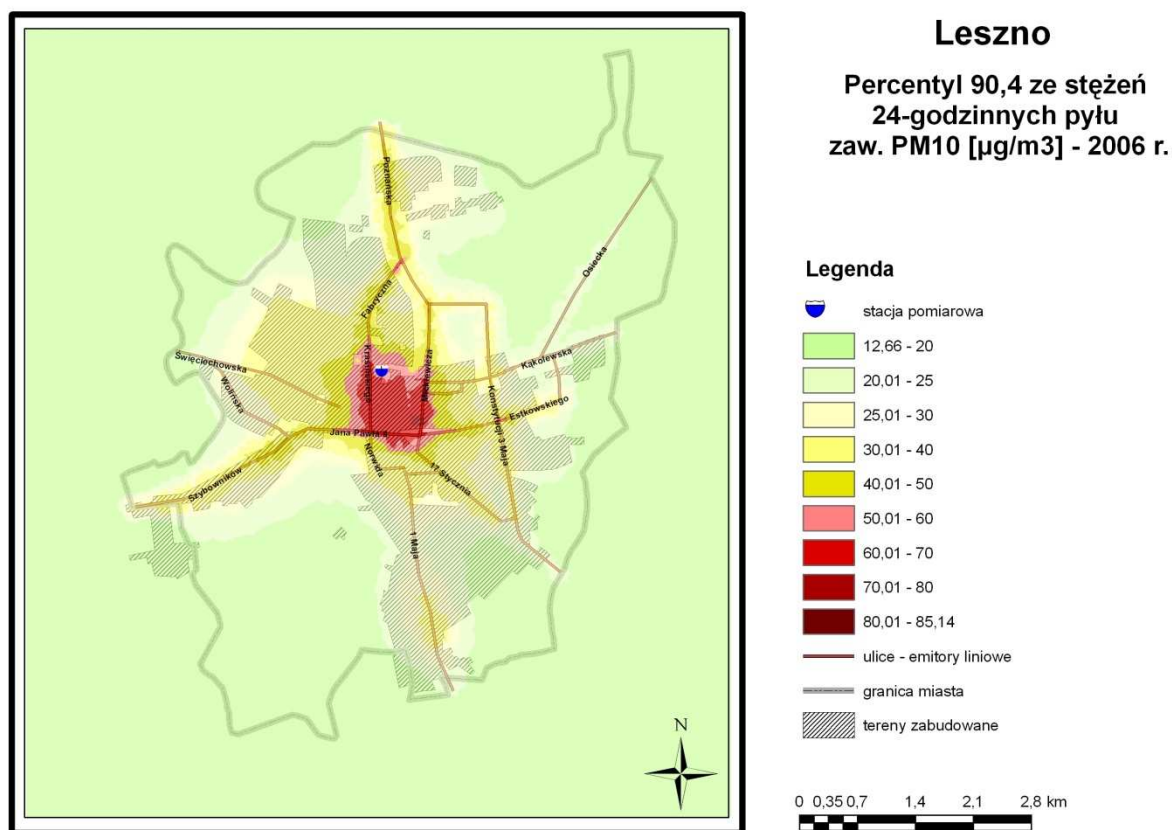 Leszno
Percentyl 90,4 ze stężeń
24-godzinnych pyłu
zaw. PM10 [µg/m3] - 2006 r.
Poznańska
Osiecka
Fabryczna
Święciechowska
Wolińska
Krasińskiego
Mickiewicza
Kąkolewska
Konstytucji 3 Maja
Estkowskiego
Jana Pawła II
Norwida
17 Stycznia
Szybowników
1 Maja
N
Legenda
stacja pomiarowa
12,66 - 20
20,01 - 25
25,01 - 30
30,01 - 40
40,01 - 50
50,01 - 60
60,01 - 70
70,01 - 80
80,01 - 85,14
ulice - emitory liniowe
granica miasta
tereny zabudowane
0 0,35 0,7 1,4 2,1 2,8 km